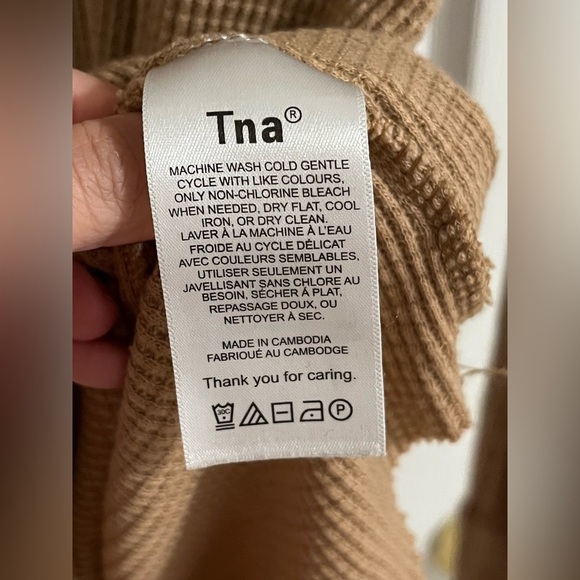 Tna®
MACHINE WASH COLD GENTLE
CYCLE WITH LIKE COLOURS,
ONLY NON-CHLORINE BLEACH
WHEN NEEDED, DRY FLAT, COOL
IRON, OR DRY CLEAN.
LAVER À LA MACHINE À L'EAU
FROIDE AU CYCLE DÉLICAT
AVEC COULEURS SEMBLABLES,
UTILISER SEULEMENT UN
JAVELLISANT SANS CHLORE AU
BESOIN, SÉCHER À PLAT,
REPASSAGE DOUX, OU
NETTOYER À SEC.
MADE IN CAMBODIA
FABRIQUÉ AU CAMBODGE
Thank you for caring.
30C P